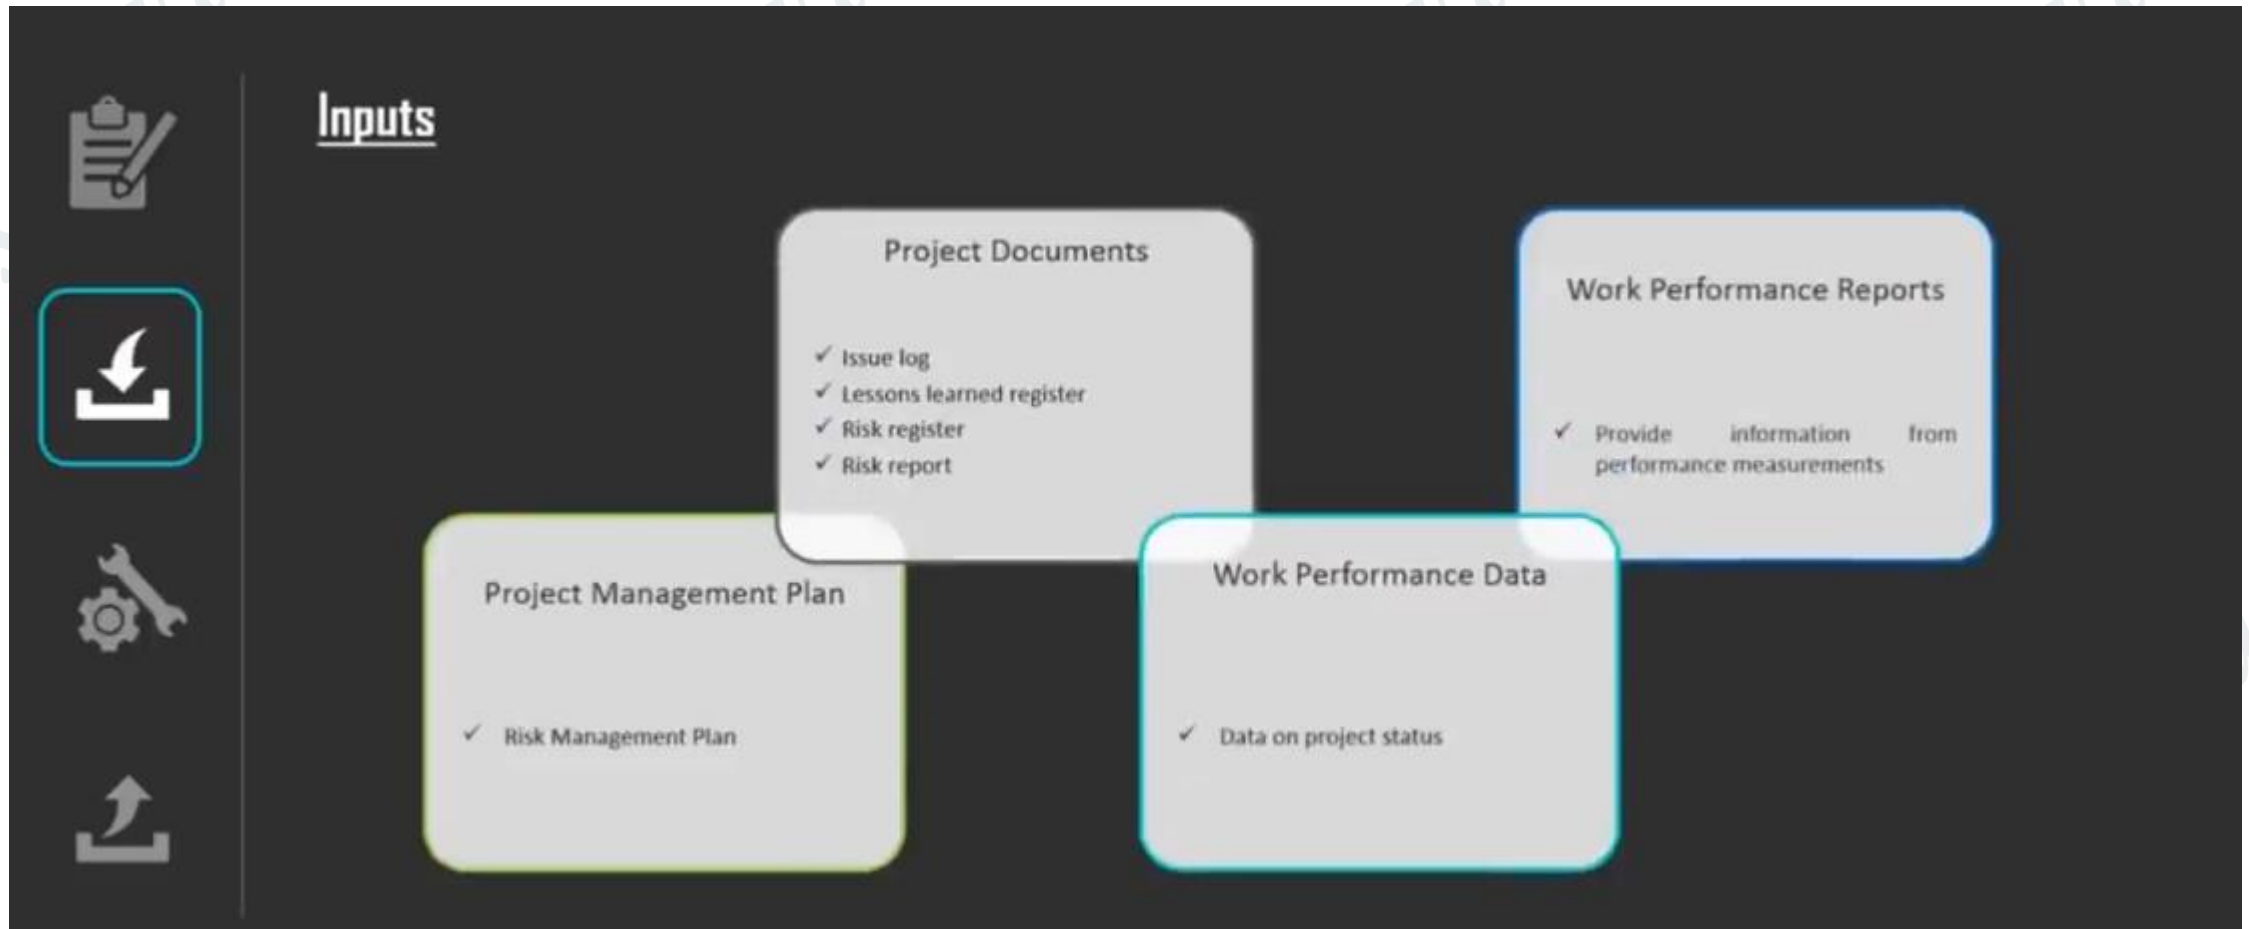 Inputs
Project Documents
✓ Issue log
✓ Lessons learned register
✓ Risk register
✓ Risk report
Work Performance Reports
✓ Provide information from
performance measurements
Project Management Plan
✓ Risk Management Plan
Work Performance Data
✓ Data on project status